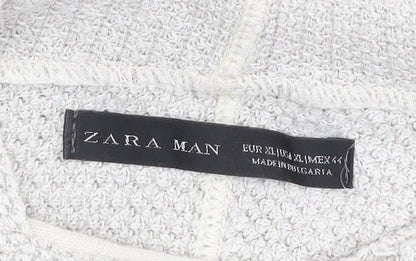 ZARA MAN
EUR XL | USA XL | MEX 44
MADE IN BULGARIA